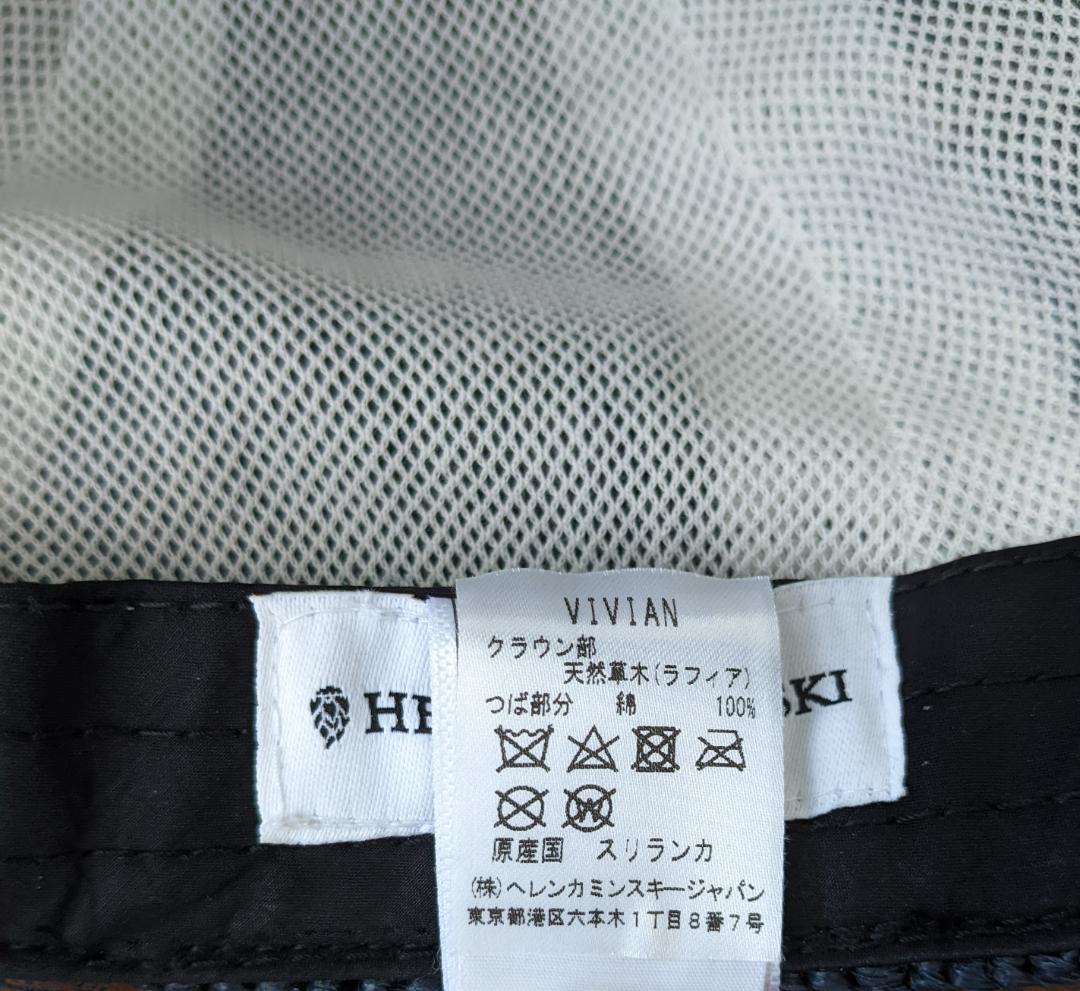 VIVIAN
クラウン部
天然草木(ラフィア)
つば部分 綿 100%
HE
SKI
原産国 スリランカ
(株)ヘレンカミンスキージャパン
東京都港区六本木1丁目8番7号